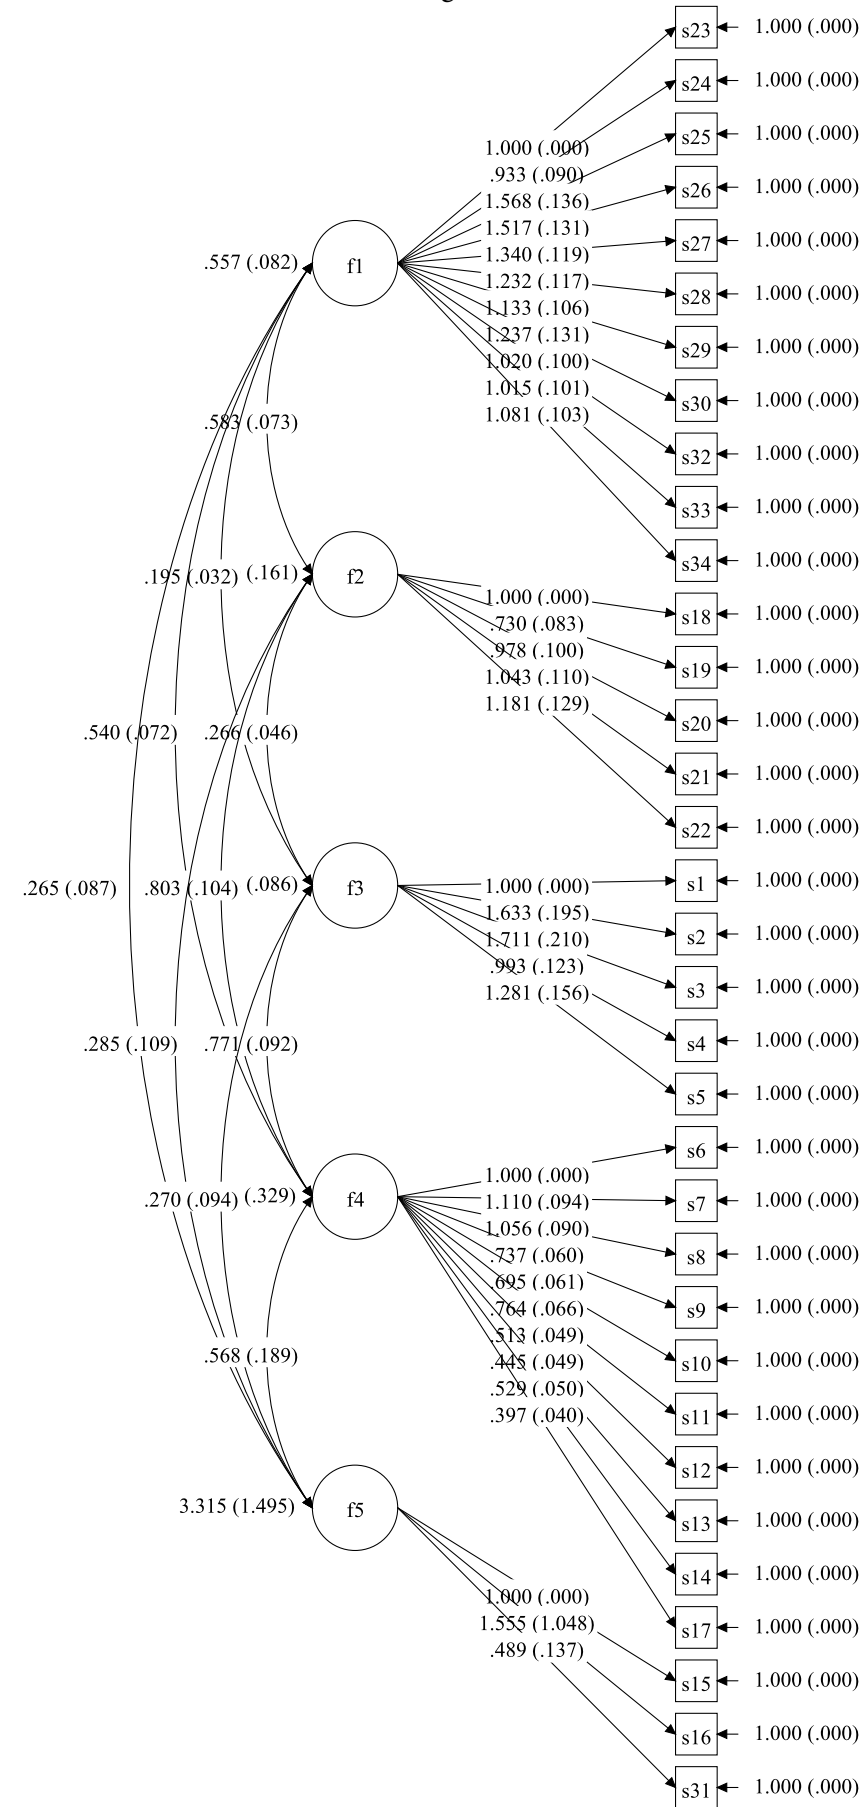 s23 1.000 (.000)
s24 1.000 (.000)
s25 1.000 (.000)
s26 1.000 (.000)
s27 1.000 (.000)
s28 1.000 (.000)
s29 1.000 (.000)
s30 1.000 (.000)
s32 1.000 (.000)
s33 1.000 (.000)
s34 1.000 (.000)
1.000 (.000)
.933 (.090)
1.568 (.136)
1.517 (.131)
1.340 (.119)
1.232 (.117)
1.133 (.106)
1.237 (.131)
1.020 (.100)
1.015 (.101)
1.081 (.103)
.557 (.082) f1
.583 (.073)
.195 (.032) (.161) f2
1.000 (.000)
.730 (.083)
.978 (.100)
1.043 (.110)
1.181 (.129)
s18 1.000 (.000)
s19 1.000 (.000)
s20 1.000 (.000)
s21 1.000 (.000)
s22 1.000 (.000)
.540 (.072) .266 (.046)
.265 (.087) .803 (.104) (.086) f3
1.000 (.000)
1.633 (.195)
1.711 (.210)
.993 (.123)
1.281 (.156)
s1 1.000 (.000)
s2 1.000 (.000)
s3 1.000 (.000)
s4 1.000 (.000)
s5 1.000 (.000)
.285 (.109) .771 (.092)
.270 (.094) (.329) f4
1.000 (.000)
1.110 (.094)
1.056 (.090)
.737 (.060)
.695 (.061)
.764 (.066)
.513 (.049)
.445 (.049)
.529 (.050)
.397 (.040)
s6 1.000 (.000)
s7 1.000 (.000)
s8 1.000 (.000)
s9 1.000 (.000)
s10 1.000 (.000)
s11 1.000 (.000)
s12 1.000 (.000)
s13 1.000 (.000)
s14 1.000 (.000)
s17 1.000 (.000)
.568 (.189)
3.315 (1.495) f5
1.000 (.000)
1.555 (1.048)
.489 (.137)
s15 1.000 (.000)
s16 1.000 (.000)
s31 1.000 (.000)